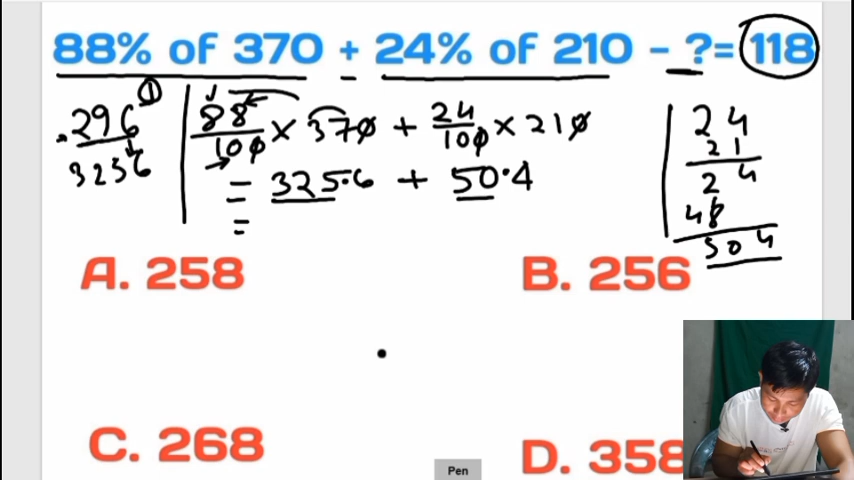 88% of 370 + 24% of 210 - ?= 118
296 ①
3256
88/100 × 370 + 24/100 × 210
= 325.6 + 50.4
=
24
21
24
48
504
A. 258
B. 256
C. 268
D. 358
Pen